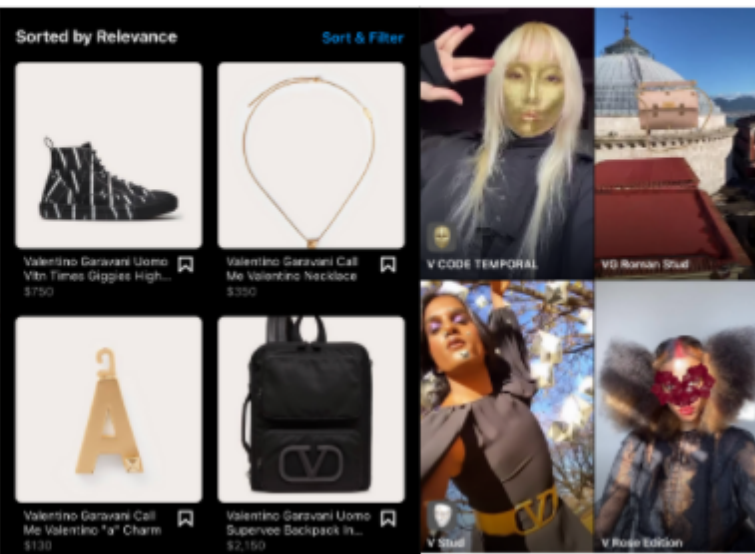 Sorted by Relevance
Sort & Filter
Valentino Garavani Uomo
Vltn Times Giggies High...
$750
Valentino Garavani Call
Me Valentino Necklace
$350
Valentino Garavani Call
Me Valentino "a" Charm
$130
Valentino Garavani Uomo
Supervee Backpack In...
$2,150
V CODE TEMPORAL
VG Roman Stud
V Stud
V Rose Edition